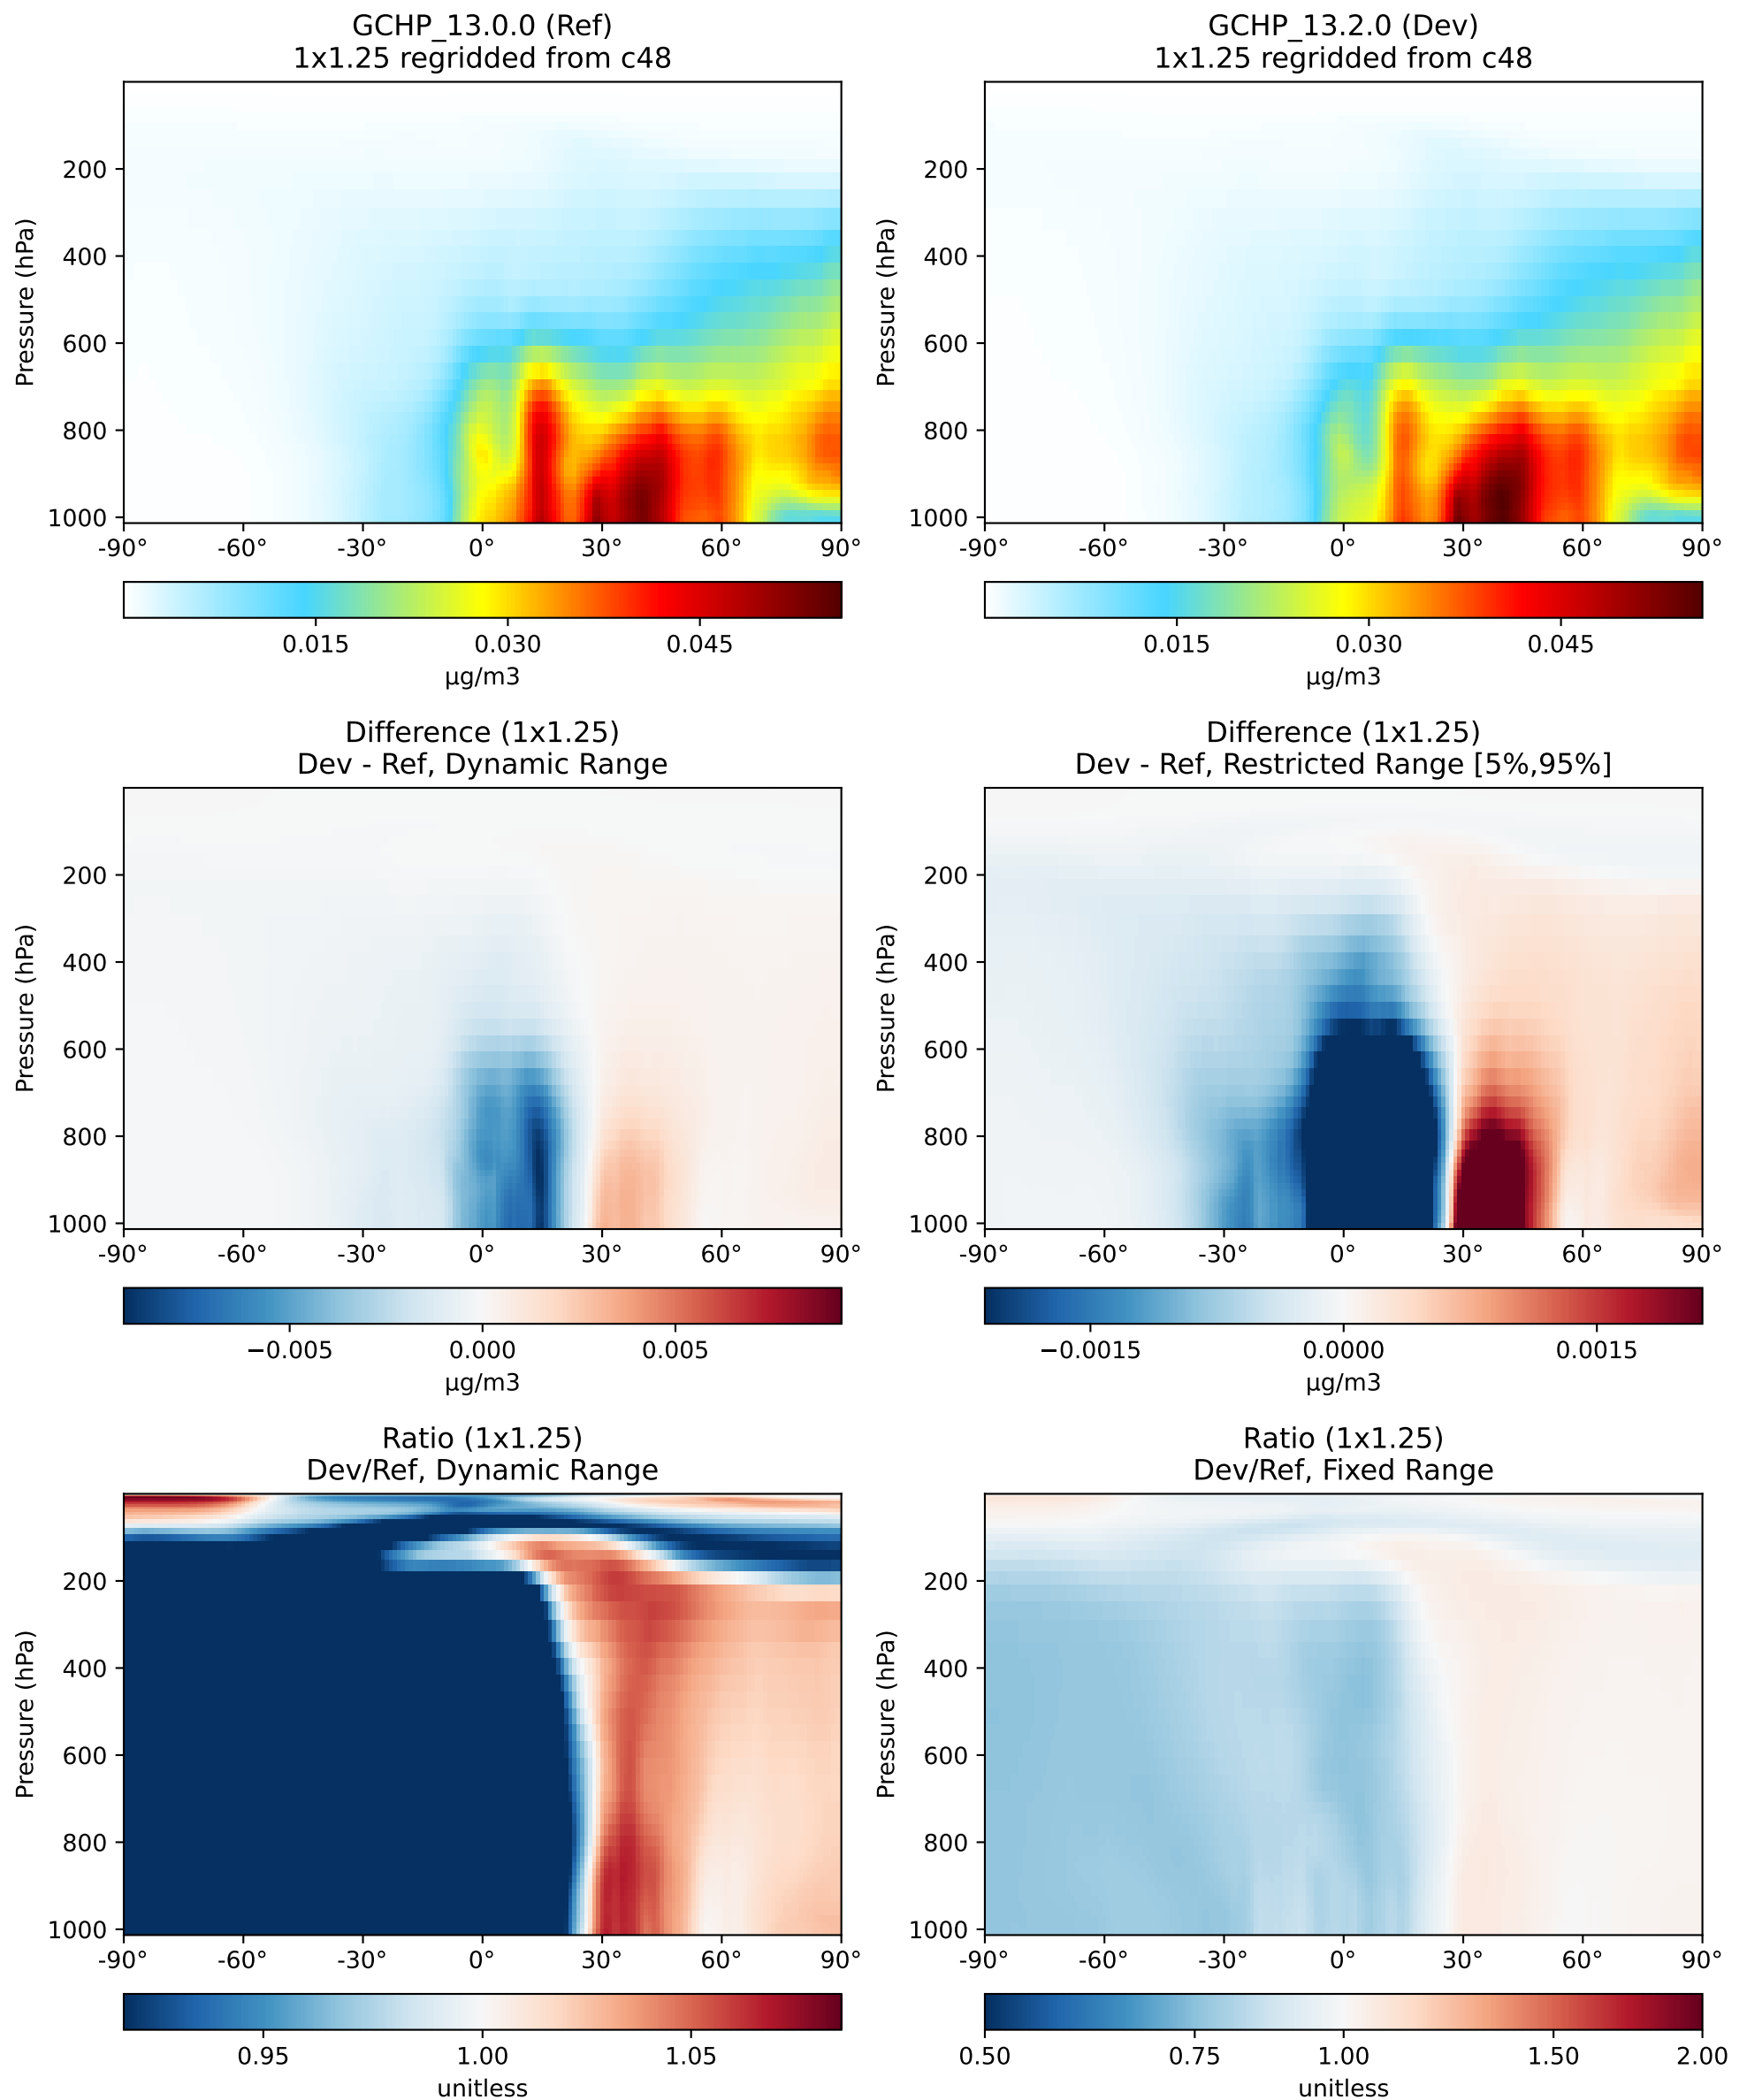 GCHP_13.0.0 (Ref)
1x1.25 regridded from c48
GCHP_13.2.0 (Dev)
1x1.25 regridded from c48
Pressure (hPa)
200
400
600
800
1000
-90° -60° -30° 0° 30° 60° 90°
0.015 0.030 0.045
µg/m3
Pressure (hPa)
200
400
600
800
1000
-90° -60° -30° 0° 30° 60° 90°
0.015 0.030 0.045
µg/m3
Difference (1x1.25)
Dev - Ref, Dynamic Range
Difference (1x1.25)
Dev - Ref, Restricted Range [5%,95%]
Pressure (hPa)
200
400
600
800
1000
-90° -60° -30° 0° 30° 60° 90°
−0.005 0.000 0.005
µg/m3
Pressure (hPa)
200
400
600
800
1000
-90° -60° -30° 0° 30° 60° 90°
−0.0015 0.0000 0.0015
µg/m3
Ratio (1x1.25)
Dev/Ref, Dynamic Range
Ratio (1x1.25)
Dev/Ref, Fixed Range
Pressure (hPa)
200
400
600
800
1000
-90° -60° -30° 0° 30° 60° 90°
0.95 1.00 1.05
unitless
Pressure (hPa)
200
400
600
800
1000
-90° -60° -30° 0° 30° 60° 90°
0.50 0.75 1.00 1.50 2.00
unitless